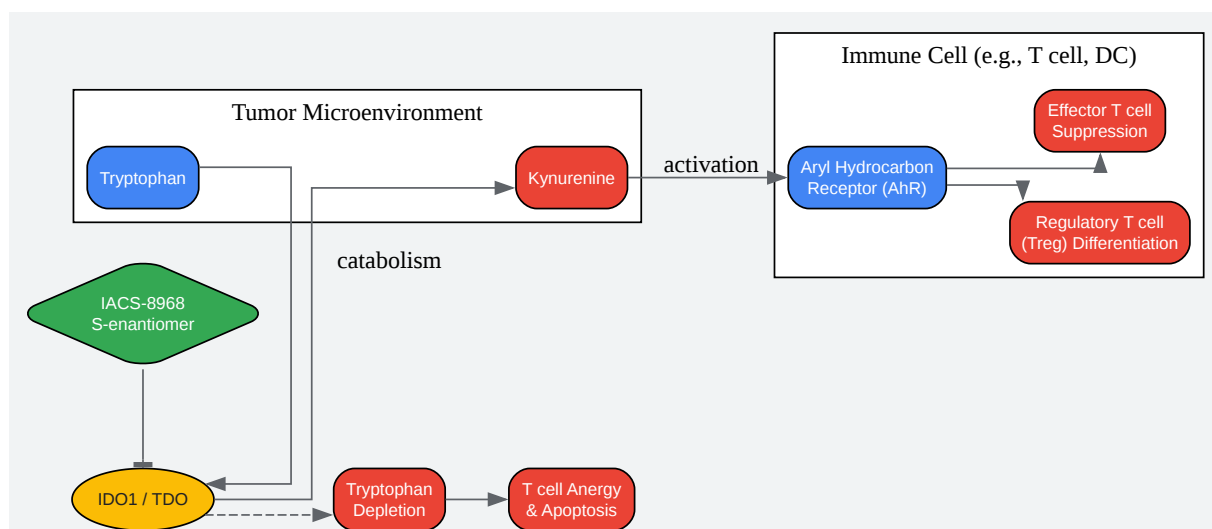 Immune Cell (e.g., T cell, DC)
Tumor Microenvironment
Effector T cell
Suppression
Tryptophan
Kynurenine
activation
Aryl Hydrocarbon
Receptor (AhR)
Regulatory T cell
(Treg) Differentiation
catabolism
IACS-8968
S-enantiomer
IDO1 / TDO
Tryptophan
Depletion
T cell Anergy
& Apoptosis